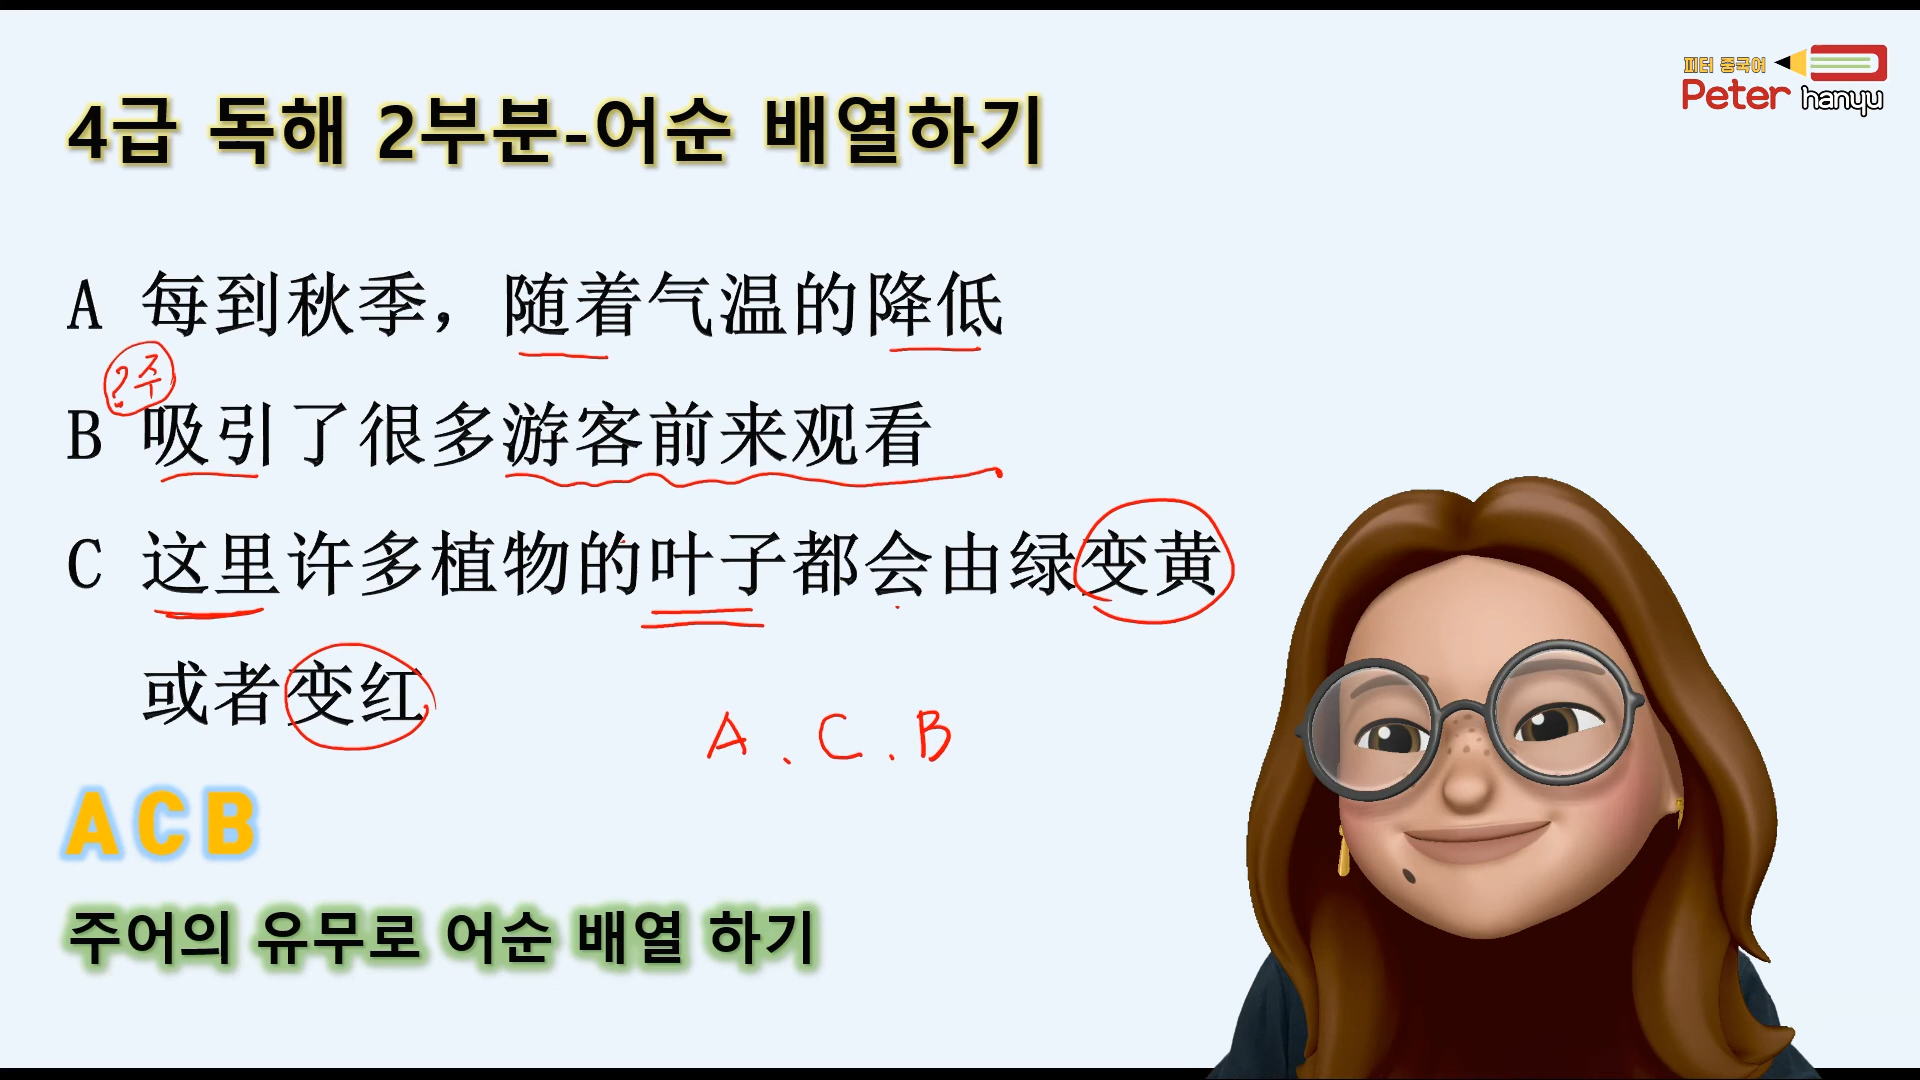 피터 중국어
Peter hanyu
4급 독해 2부분-어순 배열하기
A 每到秋季，随着气温的降低
?주
B 吸引了很多游客前来观看
C 这里许多植物的叶子都会由绿变黄
或者变红
A . C . B
A C B
주어의 유무로 어순 배열 하기